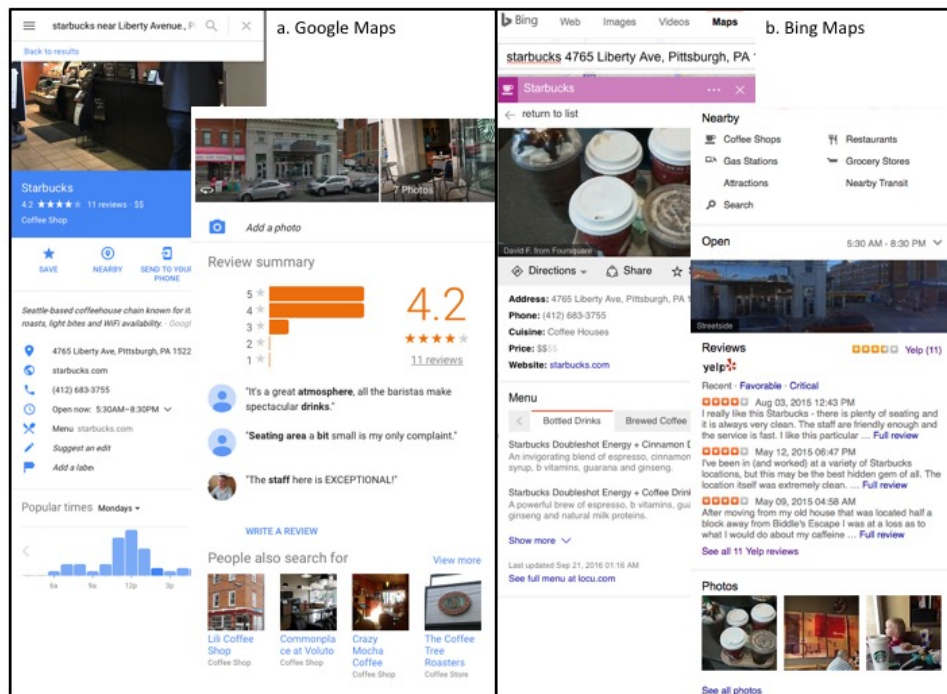 starbucks near Liberty Avenue., P
a. Google Maps
Back to results
Starbucks
4.2 11 reviews · $$
Coffee Shop
SAVE
NEARBY
SEND TO YOUR
PHONE
Seattle-based coffeehouse chain known for it
roasts, light bites and WiFi availability. - Googl
4765 Liberty Ave, Pittsburgh, PA 1522
starbucks.com
(412) 683-3755
Open now: 5:30AM–8:30PM
Menu starbucks.com
Suggest an edit
Add a label
Popular times Mondays
6a 9a 12p 3p
7 Photos
Add a photo
Review summary
5
4
3
2
1
4.2
11 reviews
"It's a great atmosphere, all the baristas make
spectacular drinks."
"Seating area a bit small is my only complaint."
"The staff here is EXCEPTIONAL!"
WRITE A REVIEW
People also search for
View more
Lili Coffee
Shop
Coffee Shop
Commonpla
ce at Voluto
Coffee Shop
Crazy
Mocha
Coffee
Coffee Shop
The Coffee
Tree
Roasters
Coffee Store
Bing
Web Images Videos Maps
b. Bing Maps
starbucks 4765 Liberty Ave, Pittsburgh, PA
Starbucks
return to list
David F. from Foursquare
Directions Share
Address: 4765 Liberty Ave, Pittsburgh, PA 1
Phone: (412) 683-3755
Cuisine: Coffee Houses
Price: $$$$
Website: starbucks.com
Menu
Bottled Drinks Brewed Coffee
Starbucks Doubleshot Energy + Cinnamon D
An invigorating blend of espresso, cinnamon
syrup, b vitamins, guarana and ginseng.
Starbucks Doubleshot Energy + Coffee Drink
A powerful brew of espresso, b vitamins, gua
ginseng and natural milk proteins.
Show more
Last updated Sep 21, 2016 01:16 AM
See full menu at locu.com
Nearby
Coffee Shops Restaurants
Gas Stations Grocery Stores
Attractions Nearby Transit
Search
Open 5:30 AM - 8:30 PM
Streetside
Reviews Yelp (11)
yelp
Recent · Favorable · Critical
Aug 03, 2015 12:43 PM
I really like this Starbucks - there is plenty of seating and
it is always very clean. The staff are friendly enough and
the service is fast. I like this particular ... Full review
May 12, 2015 06:47 PM
I've been in (and worked) at a variety of Starbucks
locations, but this may be the best hidden gem of all. The
location itself was extremely clean. ... Full review
May 09, 2015 04:58 AM
After moving from my old house that was located half a
block away from Biddle's Escape I was at a loss as to
what I would do about my caffeine ... Full review
See all 11 Yelp reviews
Photos
See all photos